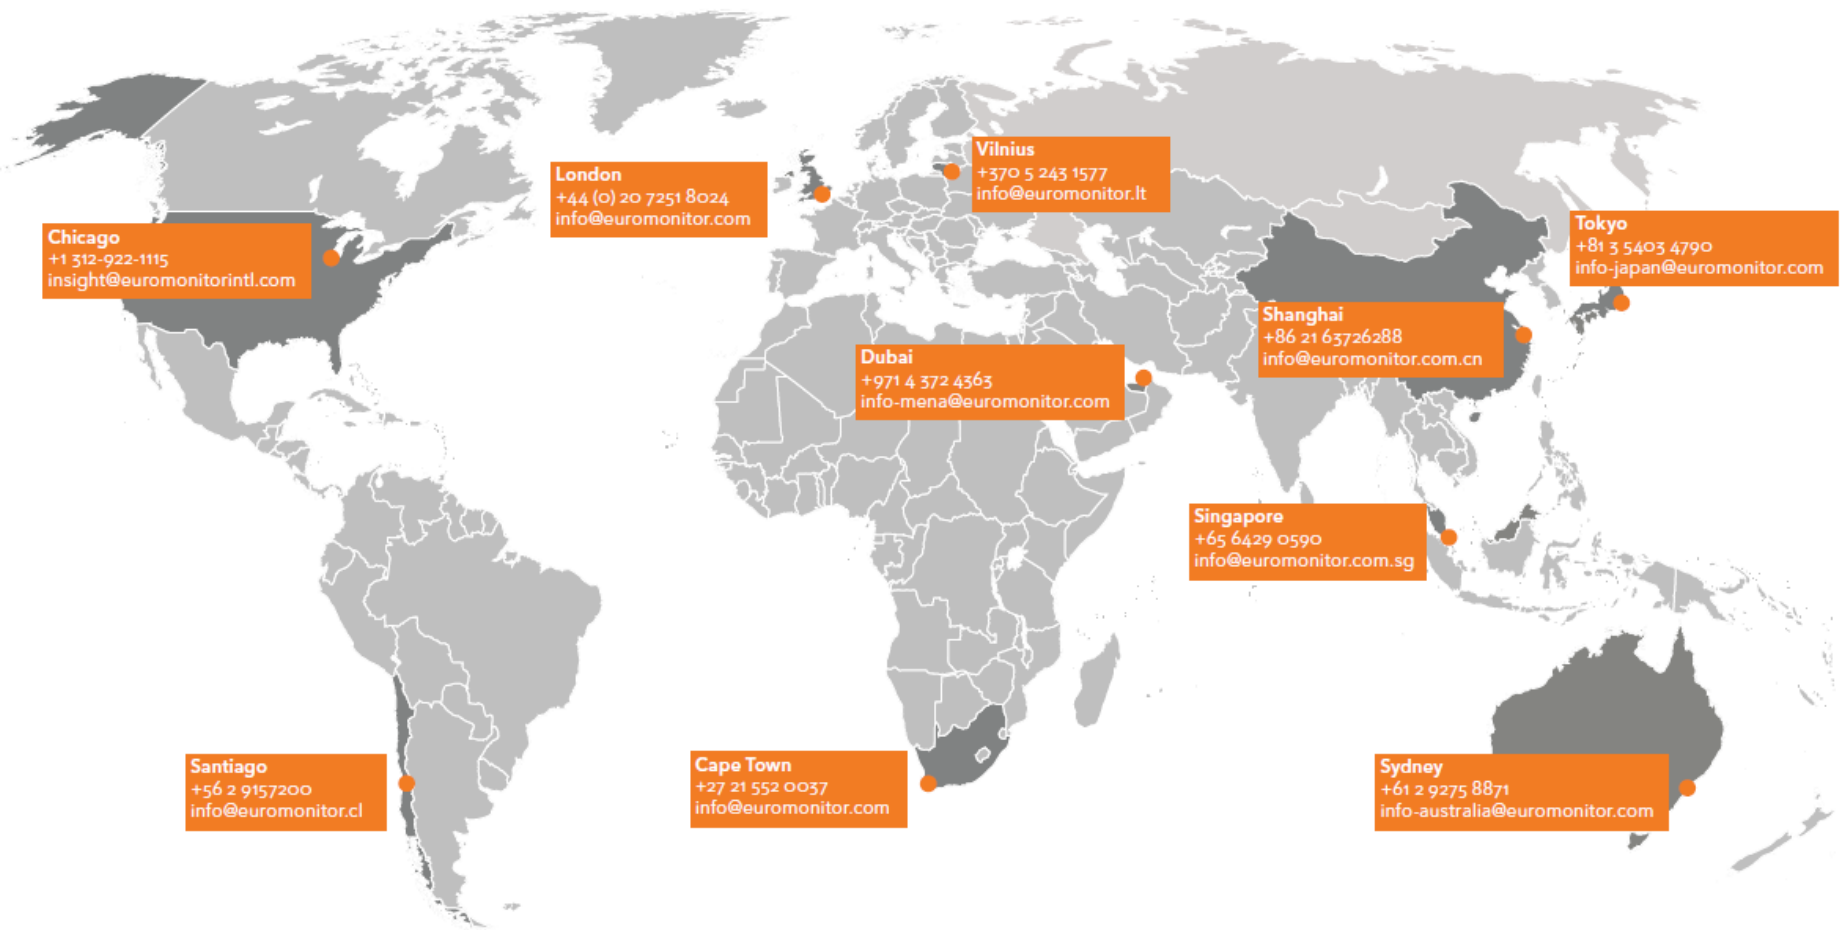 Vilnius
+370 5 243 1577
info@euromonitor.lt
London
+44 (0) 20 7251 8024
info@euromonitor.com
Tokyo
+81 3 5403 4790
info-japan@euromonitor.com
Chicago
+1 312-922-1115
insight@euromonitorintl.com
Shanghai
+86 21 63726288
info@euromonitor.com.cn
Dubai
+971 4 372 4363
info-mena@euromonitor.com
Singapore
+65 6429 0590
info@euromonitor.com.sg
Santiago
+56 2 9157200
info@euromonitor.cl
Cape Town
+27 21 552 0037
info@euromonitor.com
Sydney
+61 2 9275 8871
info-australia@euromonitor.com